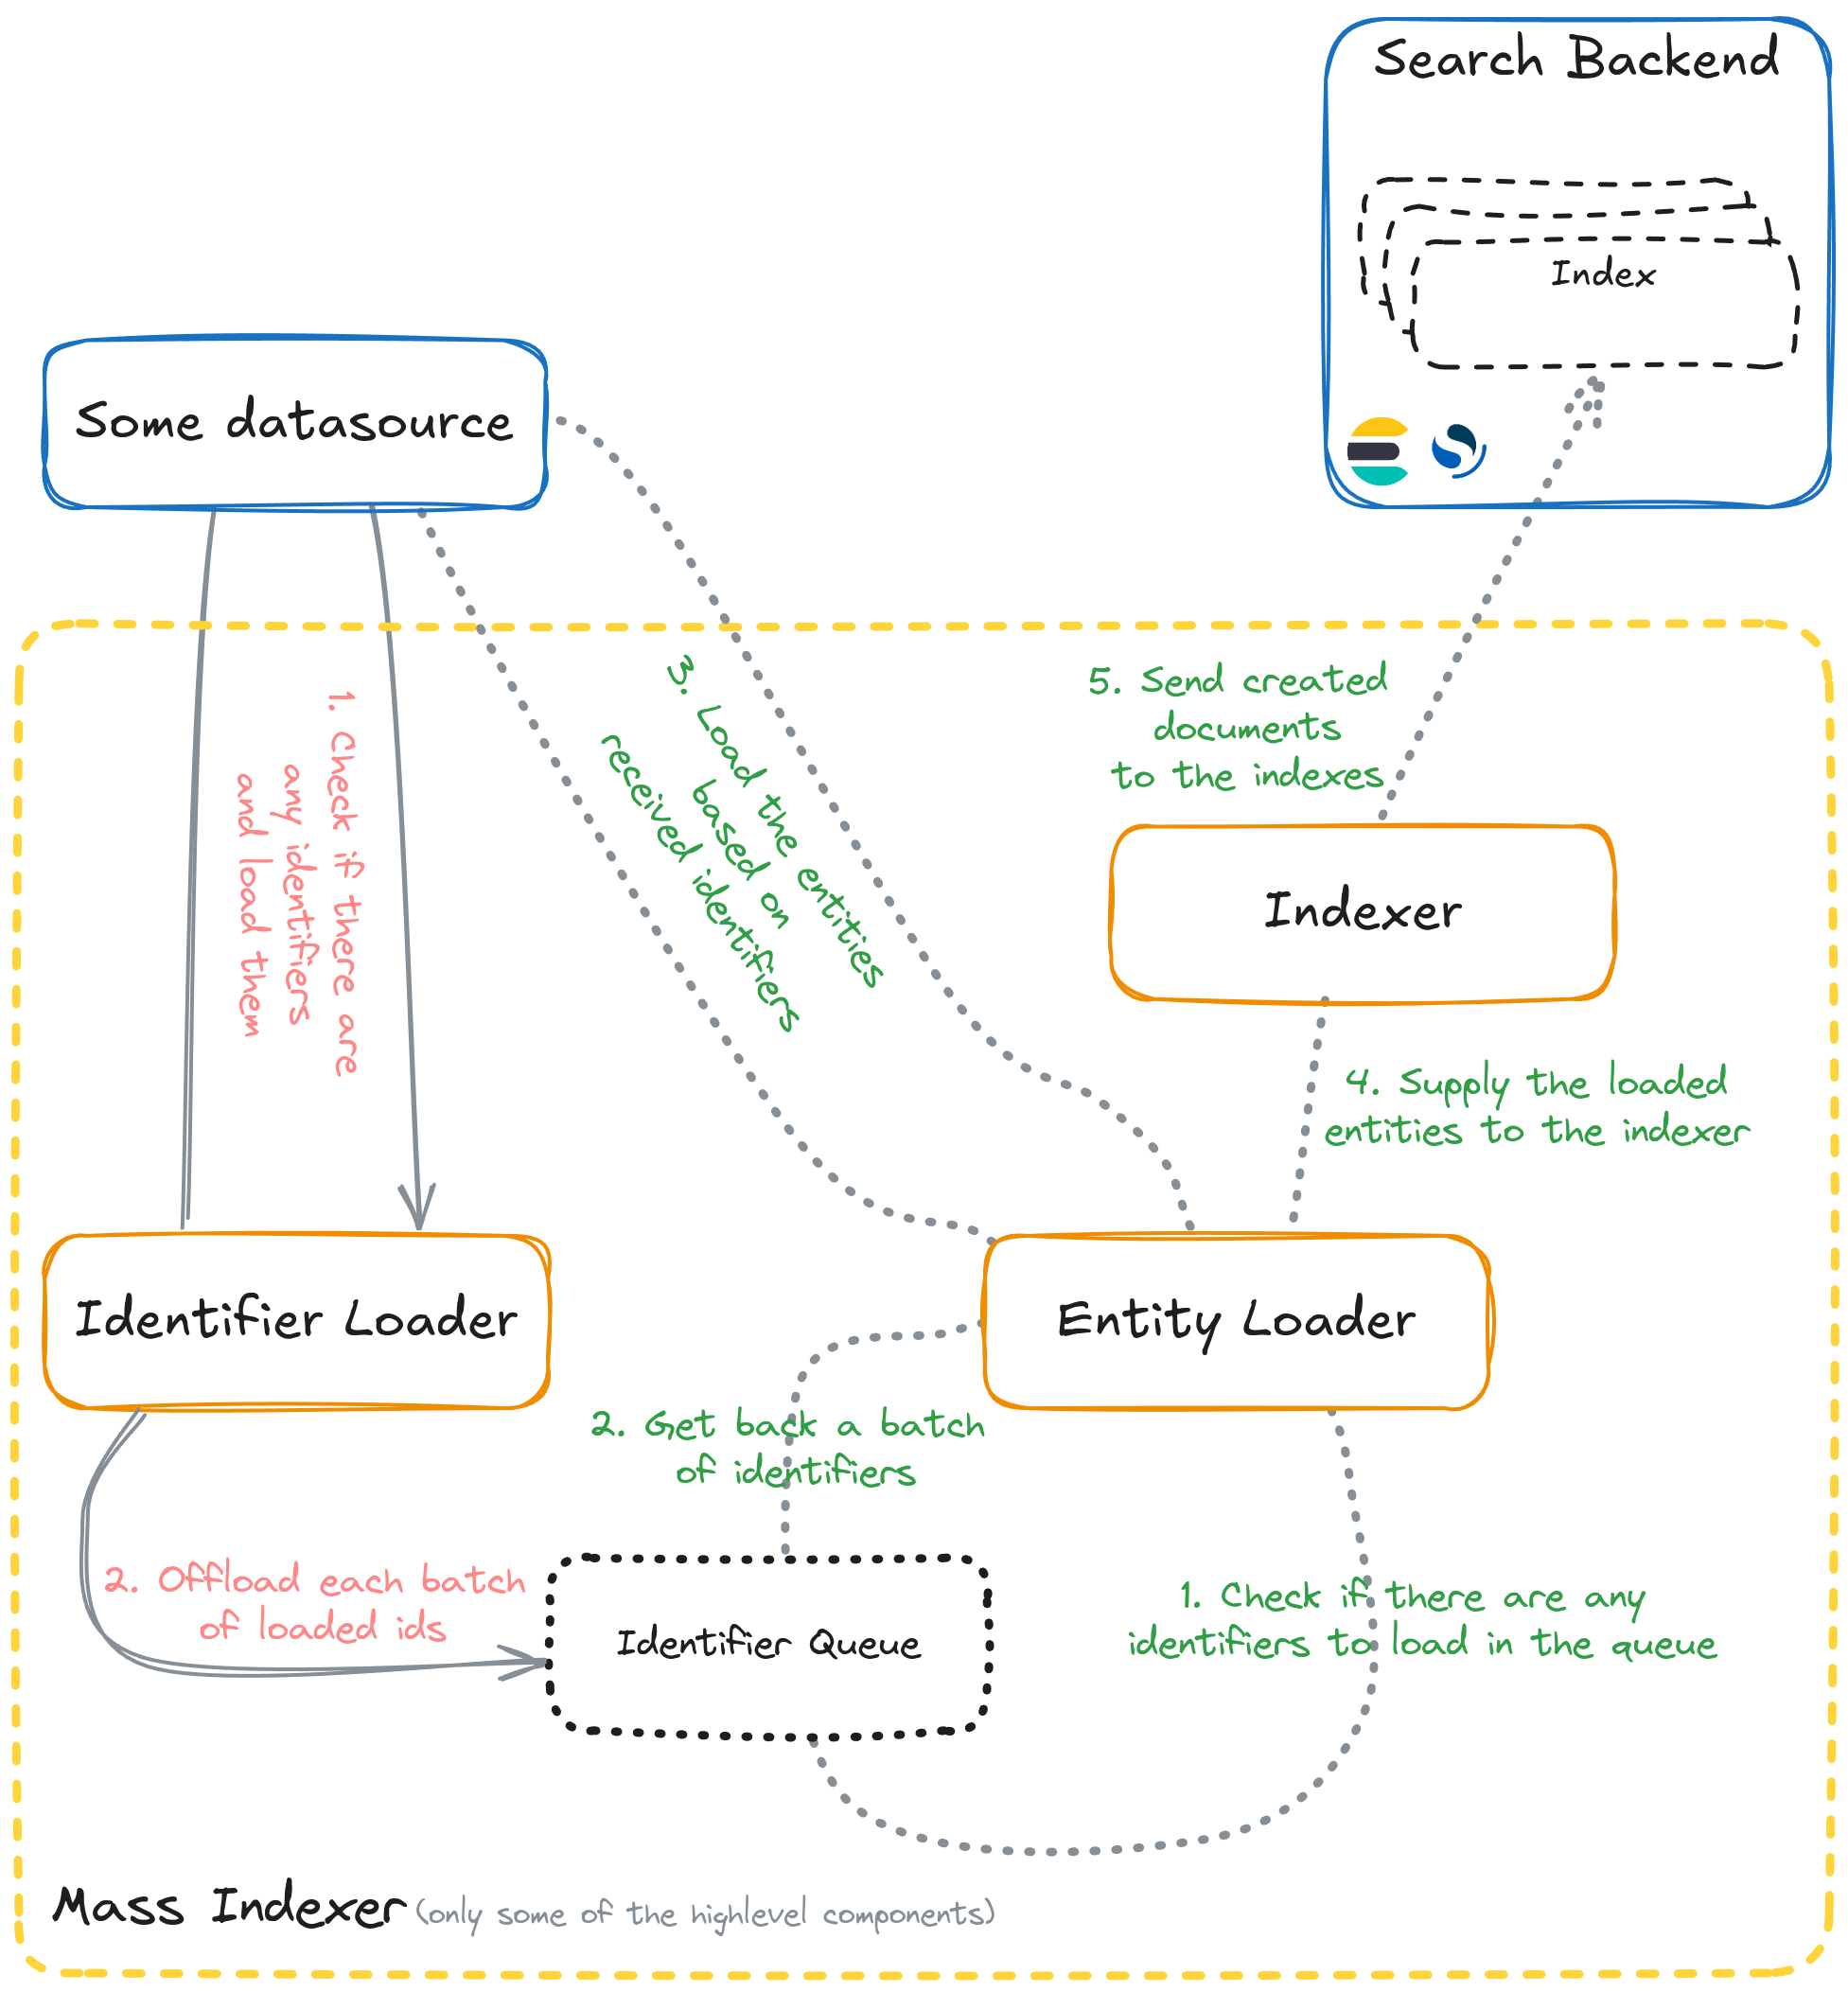 Search Backend
Index
Some datasource
1. Check if there are
any identifiers
and load them
3. Load the entities
based on
received identifiers
5. Send created
documents
to the indexes
Indexer
4. Supply the loaded
entities to the indexer
Identifier Loader
Entity Loader
2. Get back a batch
of identifiers
2. Offload each batch
of loaded ids
Identifier Queue
1. Check if there are any
identifiers to load in the queue
Mass Indexer (only some of the highlevel components)